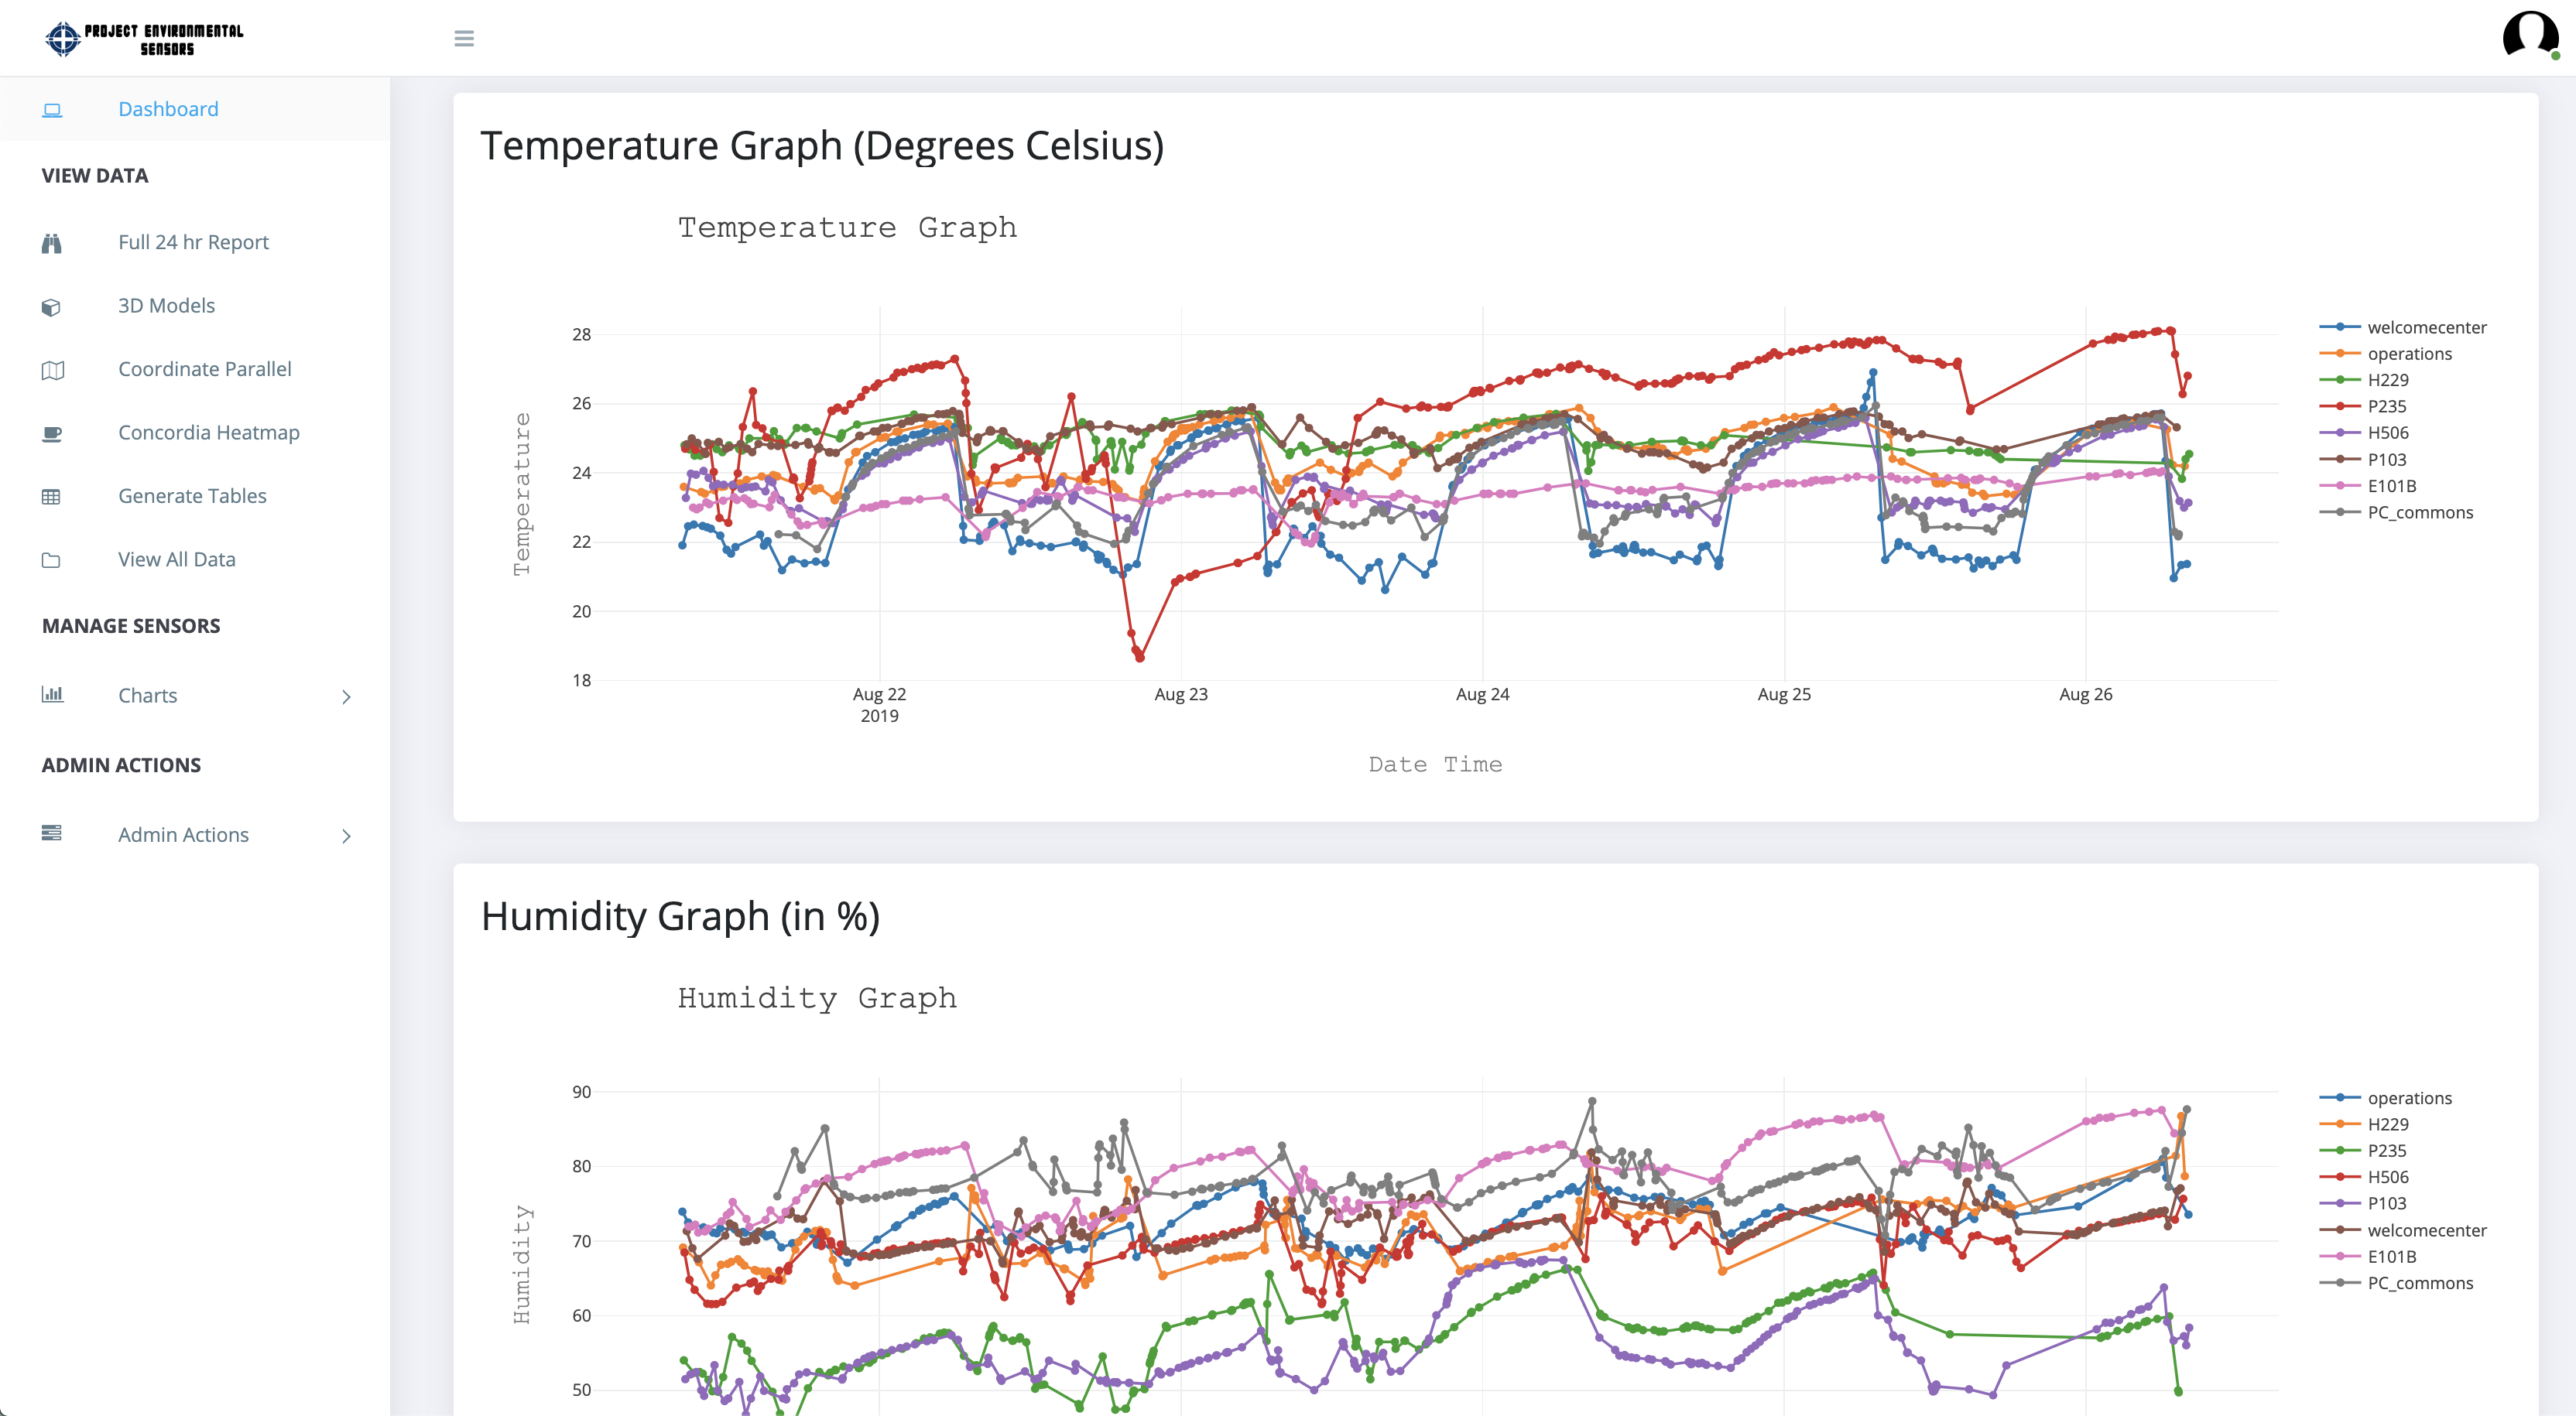 PROJECT ENVIRONMENTAL
SENSORS
Dashboard
VIEW DATA
Full 24 hr Report
3D Models
Coordinate Parallel
Concordia Heatmap
Generate Tables
View All Data
MANAGE SENSORS
Charts
ADMIN ACTIONS
Admin Actions
Temperature Graph (Degrees Celsius)
Temperature Graph
Temperature
28
26
24
22
20
18
Aug 22
2019
Aug 23
Aug 24
Aug 25
Aug 26
Date Time
welcomecenter
operations
H229
P235
H506
P103
E101B
PC_commons
Humidity Graph (in %)
Humidity Graph
Humidity
90
80
70
60
50
operations
H229
P235
H506
P103
welcomecenter
E101B
PC_commons